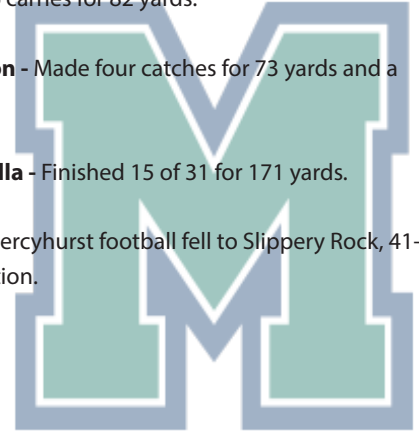 carries for 82 yards.
on - Made four catches for 73 yards and a
lla - Finished 15 of 31 for 171 yards.
ercyhurst football fell to Slippery Rock, 41-
tion.
M